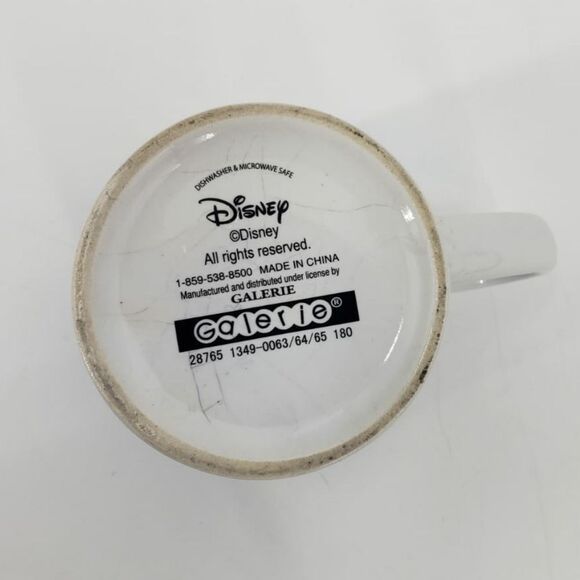 DISHWASHER & MICROWAVE SAFE
Disney
©Disney
All rights reserved.
1-859-538-8500 MADE IN CHINA
Manufactured and distributed under license by
GALERIE
Galerie®
28765 1349-0063/64/65 180